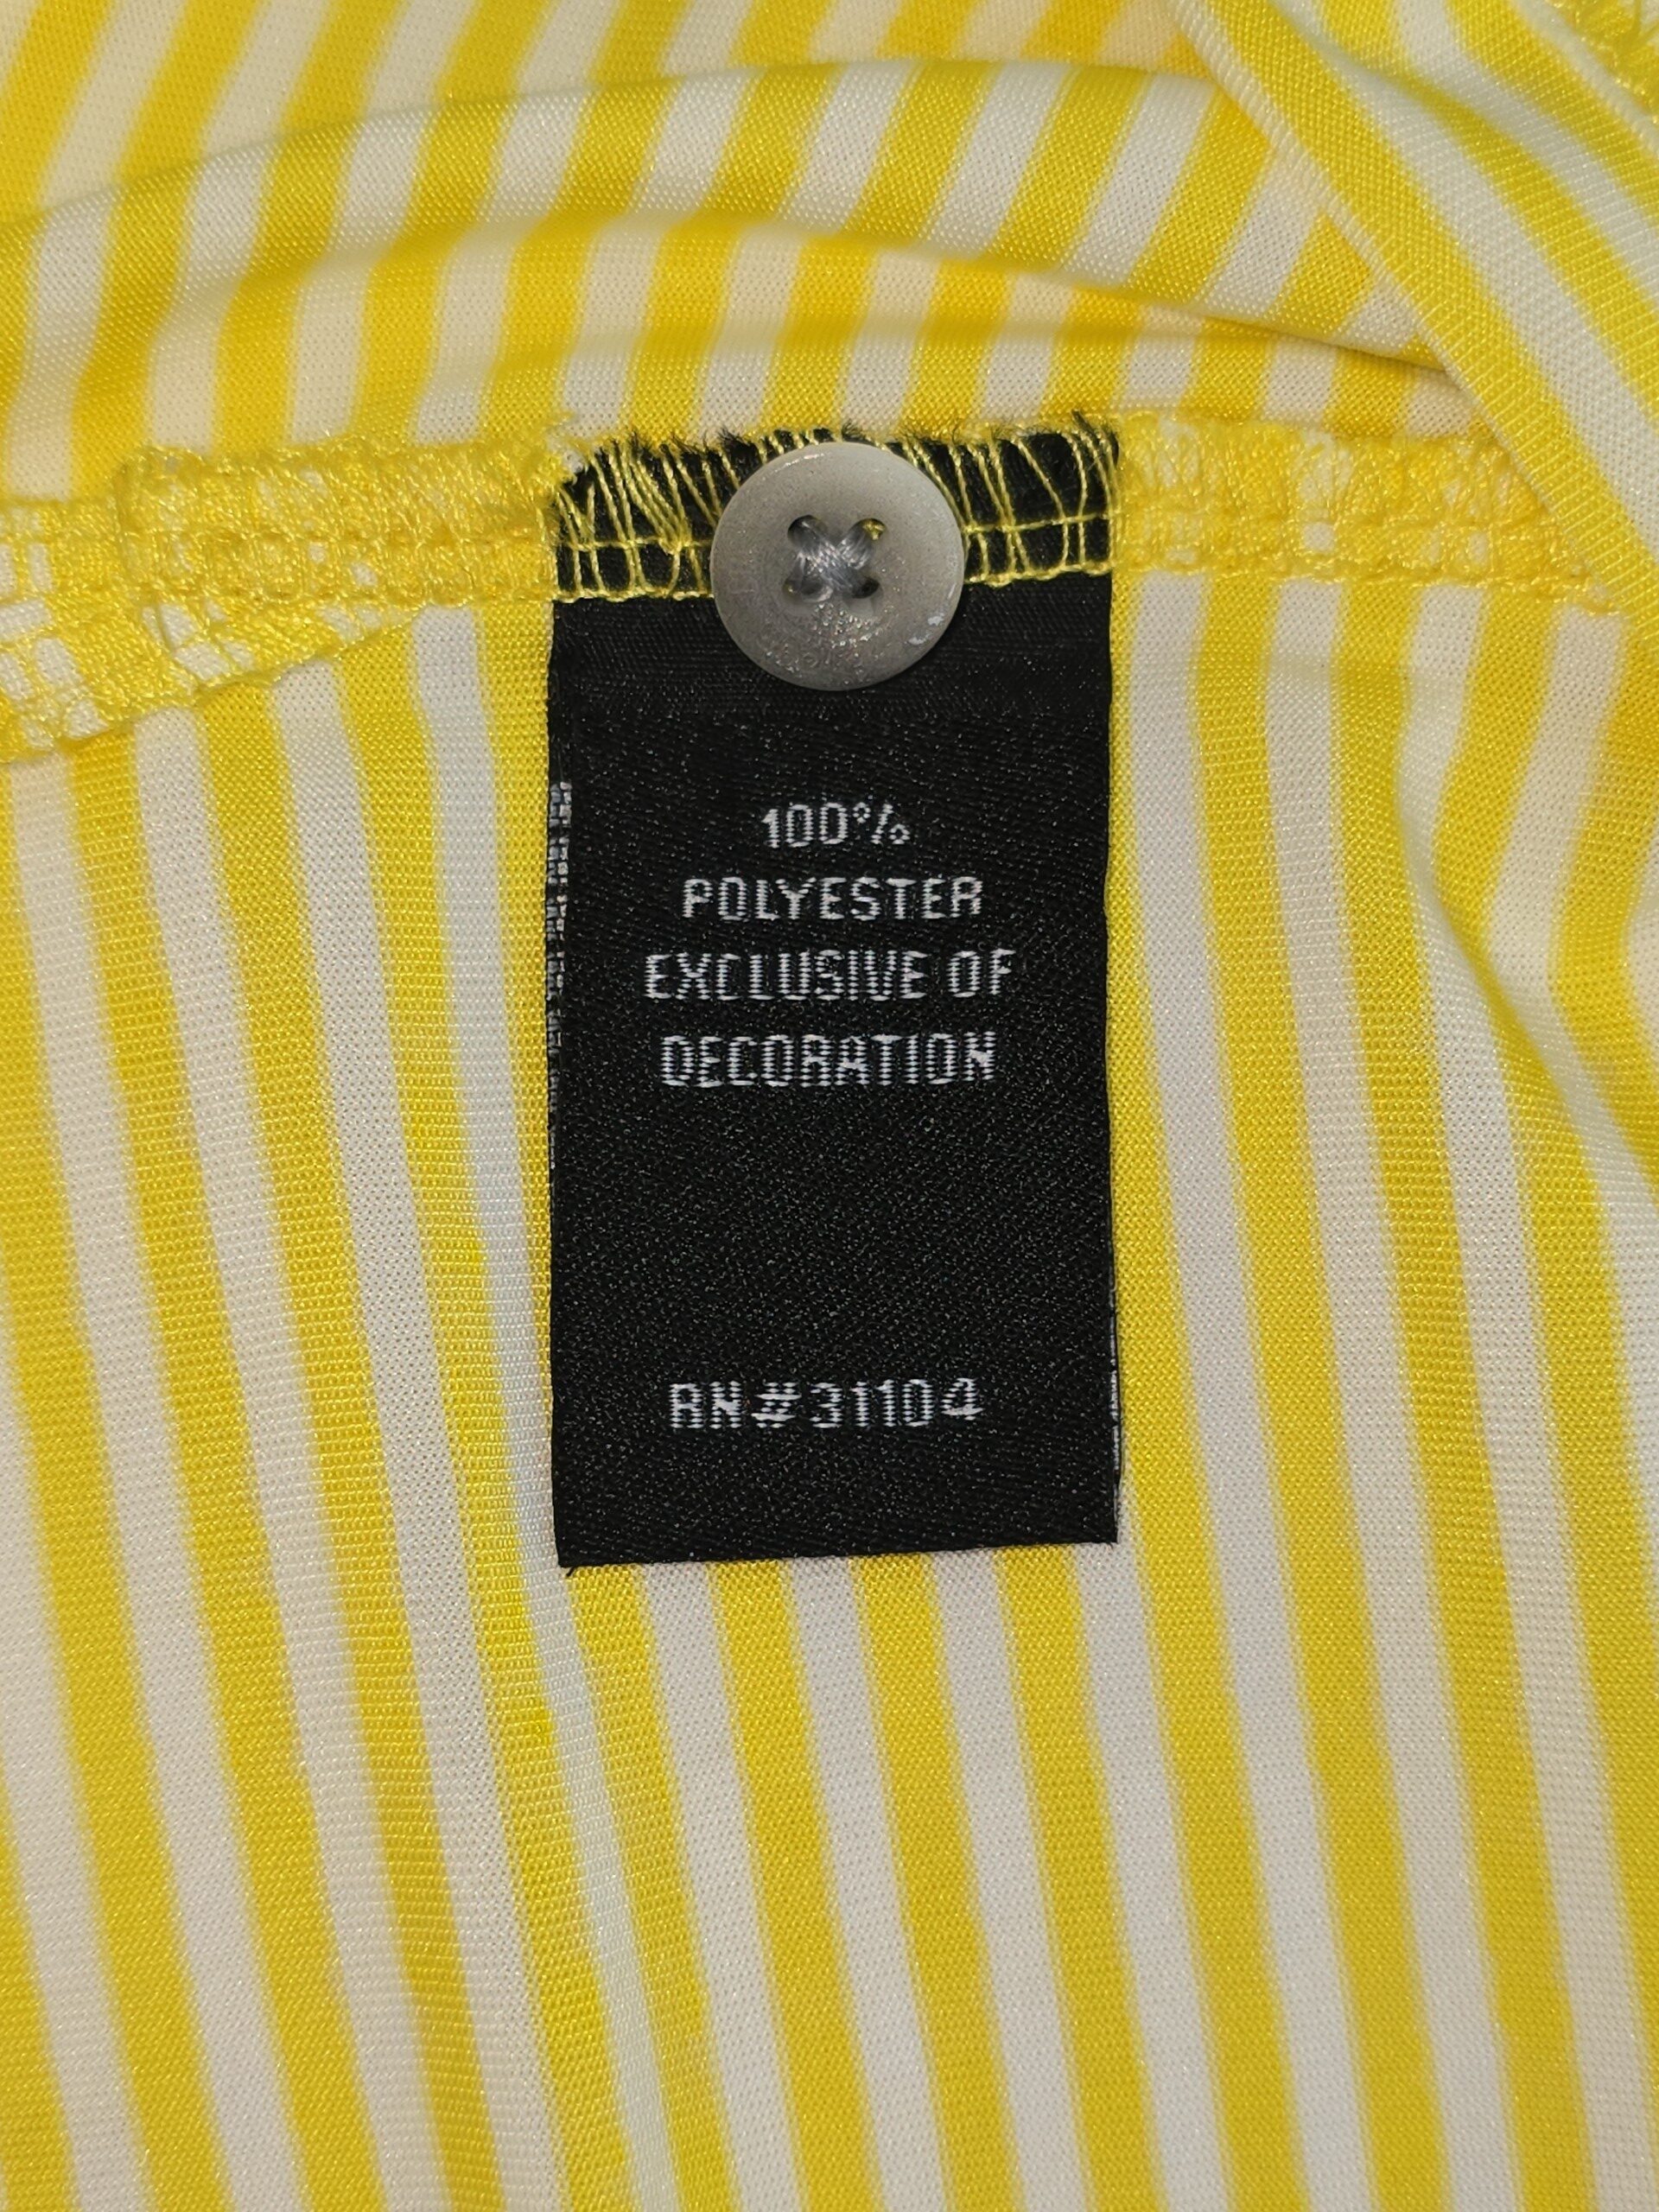 100%
POLYESTER
EXCLUSIVE OF
DECORATION
RN#31104